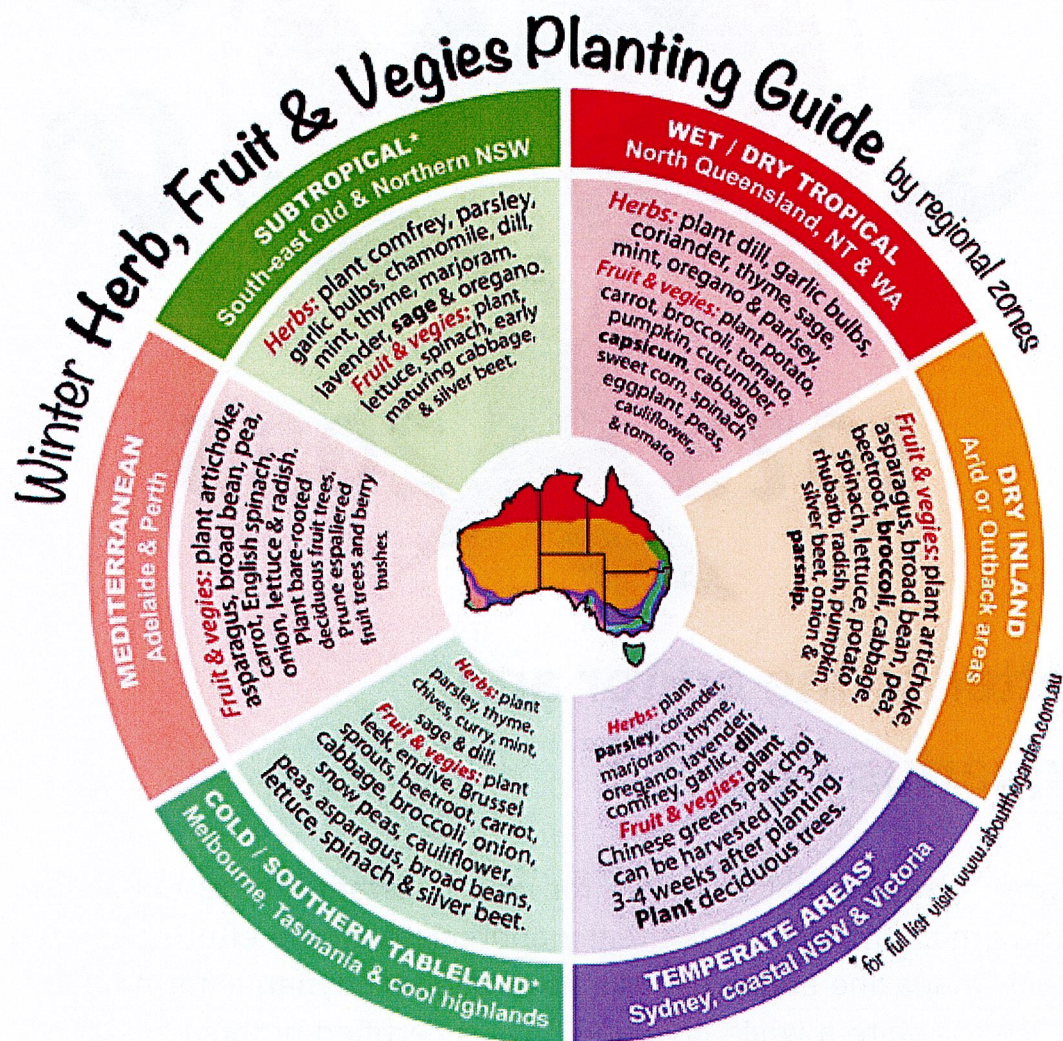 Winter Herb, Fruit & Vegies Planting Guide by regional zones
SUBTROPICAL*
South-east Qld & Northern NSW
Herbs: plant comfrey, parsley,
garlic bulbs, chamomile, dill,
mint, thyme, marjoram.
lavender, sage & oregano.
Fruit & vegies: plant,
lettuce, spinach, early
maturing cabbage,
& silver beet.
WET / DRY TROPICAL
North Queensland, NT & WA
Herbs: plant dill, garlic bulbs,
coriander, thyme, sage,
mint, oregano & parlsey,
Fruit & vegies: plant potato,
carrot, broccoli, tomato,
pumpkin, cucumber,
capsicum, cabbage,
sweet corn, spinach
eggplant, peas,
cauliflower,,
& tomato.
DRY INLAND
Arid or Outback areas
Fruit & vegies: plant artichoke,
asparagus, broad bean, pea,
beetroot, broccoli, cabbage,
spinach, lettuce, potato
rhubarb, radish, pumpkin,
silver beet, onion &
parsnip.
TEMPERATE AREAS*
Sydney, coastal NSW & Victoria
Herbs: plant
parsley, coriander,
marjoram, thyme,
oregano, lavender,
comfrey, garlic, dill,
Fruit & vegies: plant
Chinese greens, Pak choi
can be harvested just 3-4
3-4 weeks after planting.
Plant deciduous trees.
COLD / SOUTHERN TABLELAND*
Melbourne, Tasmania & cool highlands
Herbs: plant
parsley, thyme,
chives, curry, mint,
sage & dill.
Fruit & vegies: plant
leek, endive, Brussel
sprouts, beetroot, carrot,
cabbage, broccoli, onion,
snow peas, cauliflower,
peas, asparagus, broad beans,
lettuce, spinach & silver beet.
MEDITERRANEAN
Adelaide & Perth
Fruit & vegies: plant artichoke,
asparagus, broad bean, pea,
carrot, English spinach,
onion, lettuce & radish.
Plant bare-rooted
deciduous fruit trees.
Prune espaliered
fruit trees and berry
bushes.
* for full list visit www.aboutthegarden.com.au